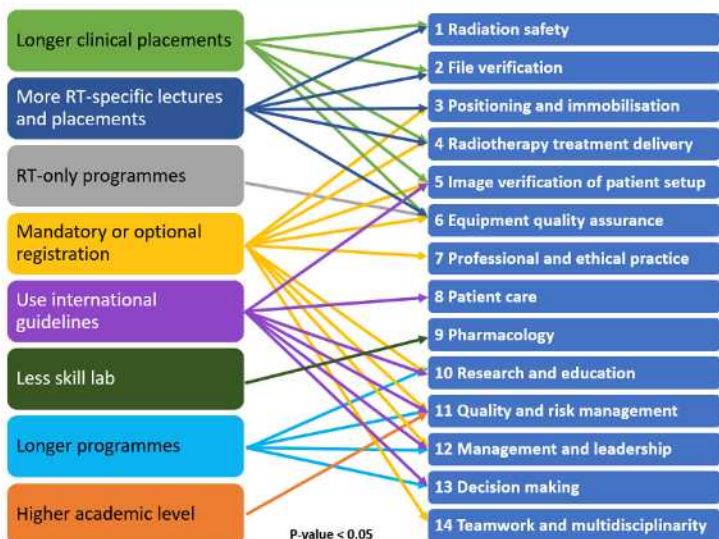 Longer clinical placements
More RT-specific lectures
and placements
RT-only programmes
Mandatory or optional
registration
Use international
guidelines
Less skill lab
Longer programmes
Higher academic level
1 Radiation safety
2 File verification
3 Positioning and immobilisation
4 Radiotherapy treatment delivery
5 Image verification of patient setup
6 Equipment quality assurance
7 Professional and ethical practice
8 Patient care
9 Pharmacology
10 Research and education
11 Quality and risk management
12 Management and leadership
13 Decision making
14 Teamwork and multidisciplinarity
P-value < 0.05